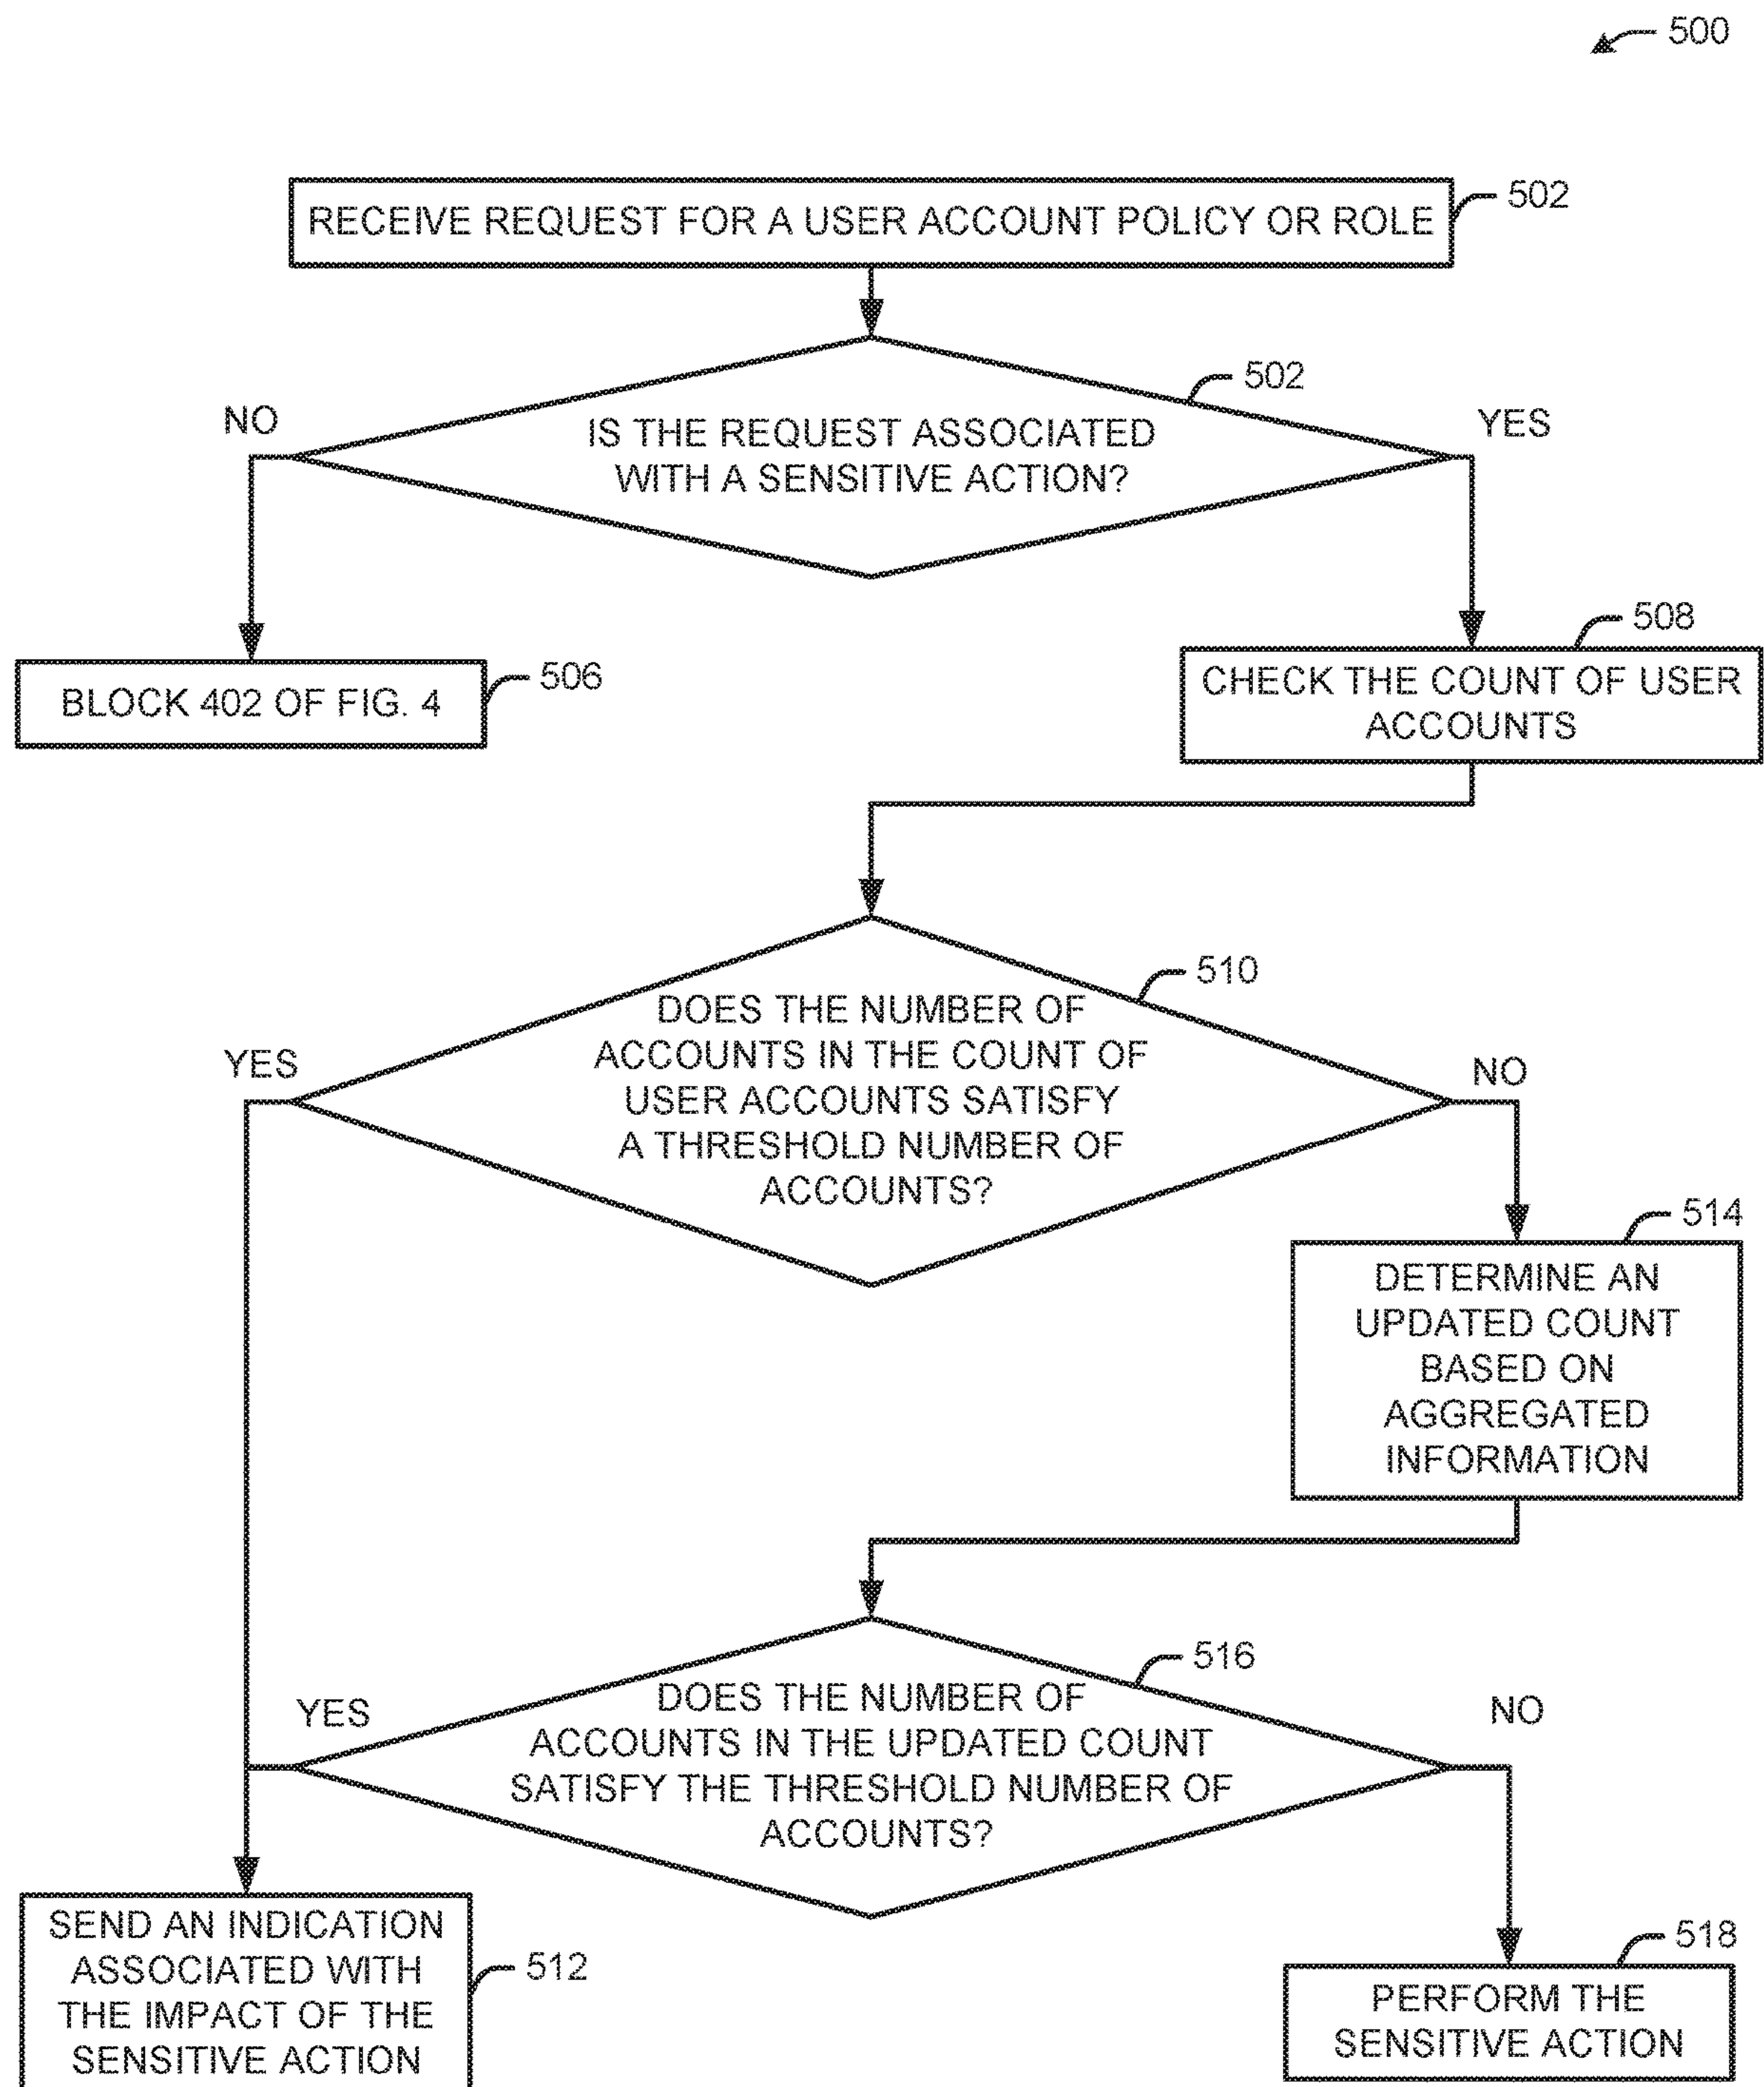 500
RECEIVE REQUEST FOR A USER ACCOUNT POLICY OR ROLE
502
502
NO
IS THE REQUEST ASSOCIATED
WITH A SENSITIVE ACTION?
YES
BLOCK 402 OF FIG. 4
506
508
CHECK THE COUNT OF USER
ACCOUNTS
510
YES
DOES THE NUMBER OF
ACCOUNTS IN THE COUNT OF
USER ACCOUNTS SATISFY
A THRESHOLD NUMBER OF
ACCOUNTS?
NO
514
DETERMINE AN
UPDATED COUNT
BASED ON
AGGREGATED
INFORMATION
516
YES
DOES THE NUMBER OF
ACCOUNTS IN THE UPDATED COUNT
SATISFY THE THRESHOLD NUMBER OF
ACCOUNTS?
NO
SEND AN INDICATION
ASSOCIATED WITH
THE IMPACT OF THE
SENSITIVE ACTION
512
518
PERFORM THE
SENSITIVE ACTION